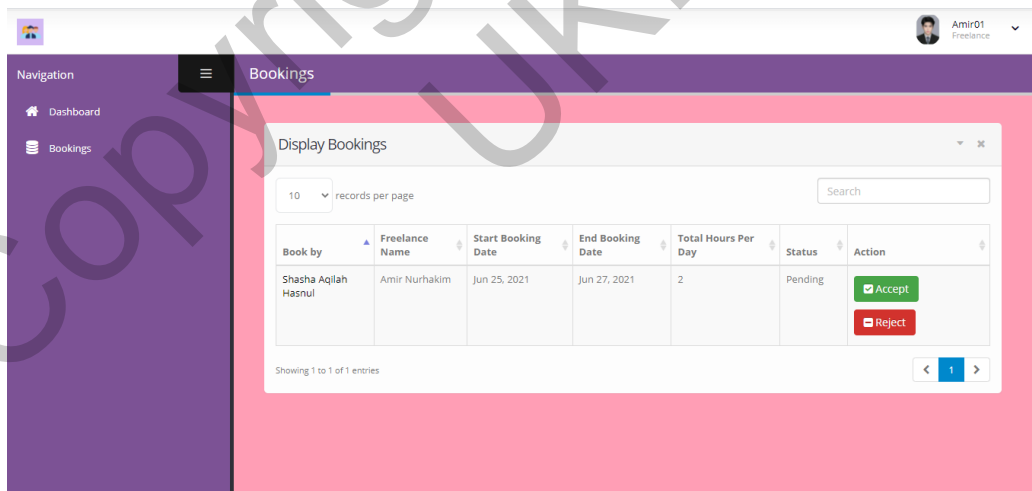 Amir01
Freelance
Navigation
Bookings
Dashboard
Bookings
Display Bookings
10 records per page
Search
Book by
Freelance Name
Start Booking Date
End Booking Date
Total Hours Per Day
Status
Action
Shasha Aqilah Hasnul
Amir Nurhakim
Jun 25, 2021
Jun 27, 2021
2
Pending
Accept
Reject
Showing 1 to 1 of 1 entries
1